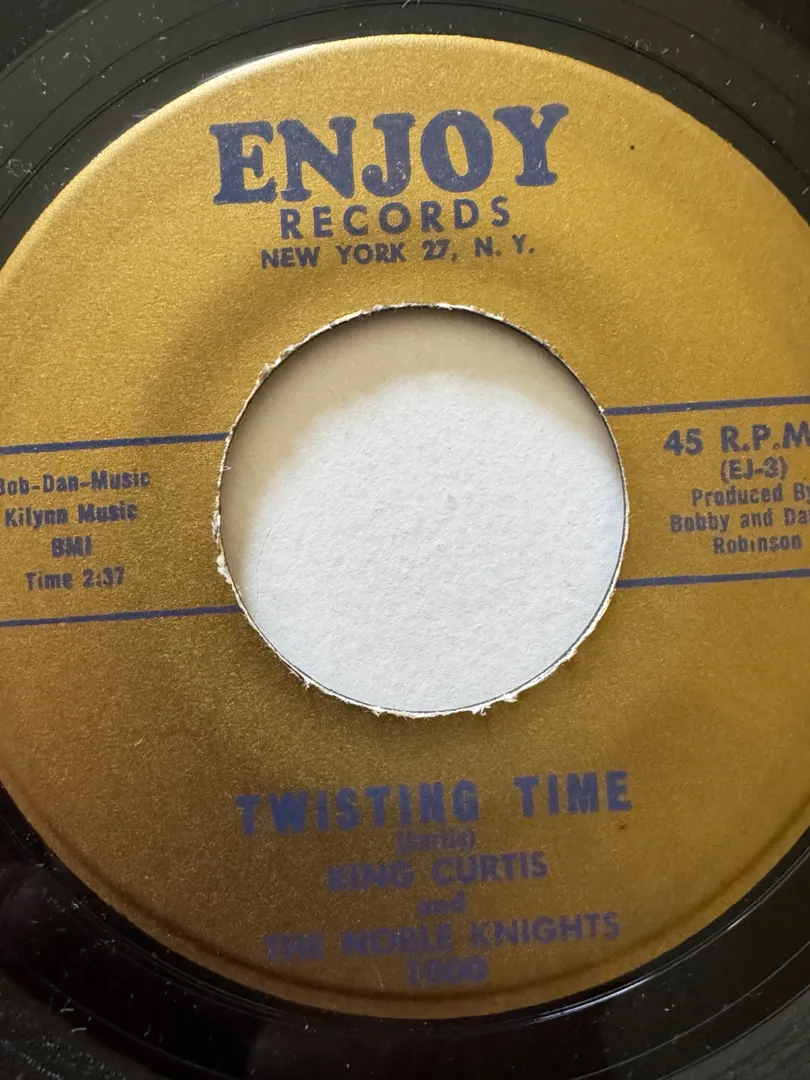 ENJOY
RECORDS
NEW YORK 27, N. Y.
Bob-Dan-Music
Kilynn Music
BMI
Time 2:37
45 R.P.M
(EJ-3)
Produced By
Bobby and Da
Robinson
TWISTING TIME
(Curtis)
KING CURTIS
and
THE NOBLE KNIGHTS
1000